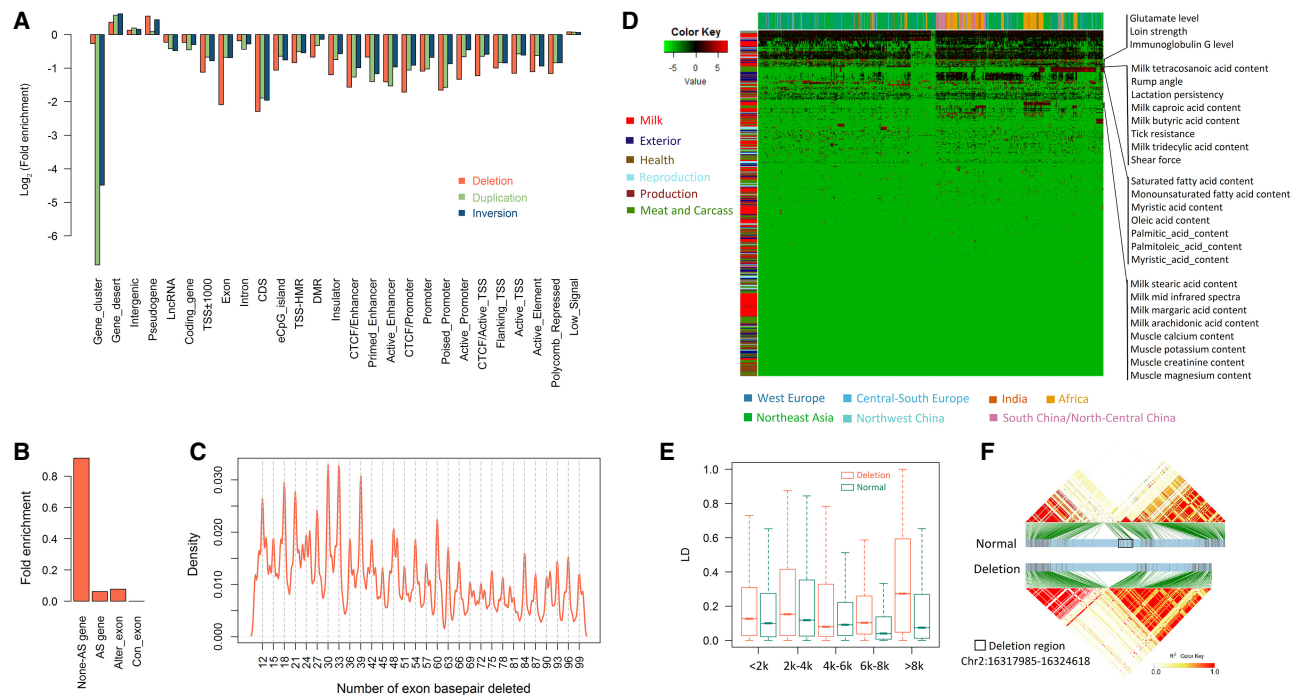 A
0
-1
-2
-3
-4
-5
-6
Log2 (Fold enrichment)
Deletion
Duplication
Inversion
Gene_cluster
Gene_desert
Intergenic
Pseudogene
LncRNA
Coding_gene
TSS±1000
Exon
Intron
CDS
eCpG_island
TSS-HMR
DMR
Insulator
CTCF/Enhancer
Primed_Enhancer
Active_Enhancer
CTCF/Promoter
Promoter
Poised_Promoter
Active_Promoter
CTCF/Active_TSS
Flanking_TSS
Active_TSS
Active_Element
Polycomb_Repressed
Low_Signal
D
Color Key
-5 0 5
Value
Milk
Exterior
Health
Reproduction
Production
Meat and Carcass
Glutamate level
Loin strength
Immunoglobulin G level
Milk tetracosanoic acid content
Rump angle
Lactation persistency
Milk caproic acid content
Milk butyric acid content
Tick resistance
Milk tridecylic acid content
Shear force
Saturated fatty acid content
Monounsaturated fatty acid content
Myristic acid content
Oleic acid content
Palmitic_acid_content
Palmitoleic_acid_content
Myristic_acid_content
Milk stearic acid content
Milk mid infrared spectra
Milk margaric acid content
Milk arachidonic acid content
Muscle calcium content
Muscle potassium content
Muscle creatinine content
Muscle magnesium content
West Europe Central-South Europe India Africa
Northeast Asia Northwest China South China/North-Central China
B
Fold enrichment
0.8
0.6
0.4
0.2
0.0
None-AS gene
AS gene
Alter_exon
Con_exon
C
Density
0.030
0.020
0.010
0.000
12 15 18 21 24 27 30 33 36 39 42 45 48 51 54 57 60 63 66 69 72 75 78 81 84 87 90 93 96 99
Number of exon basepair deleted
E
LD
1.0
0.8
0.6
0.4
0.2
0.0
Deletion
Normal
<2k 2k-4k 4k-6k 6k-8k >8k
F
Normal
Deletion
Deletion region
Chr2:16317985-16324618
R² Color Key
0.0 1.0